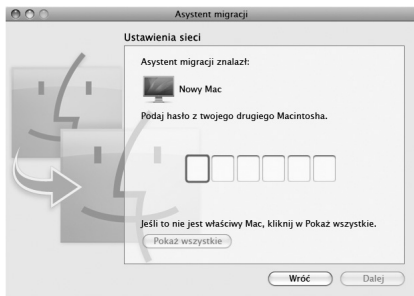 Asystent migracji
Ustawienia sieci
Asystent migracji znalazł:
Nowy Mac
Podaj hasło z twojego drugiego Macintosha.
Jeśli to nie jest właściwy Mac, kliknij w Pokaż wszystkie.
Pokaż wszystkie
Wróć
Dalej